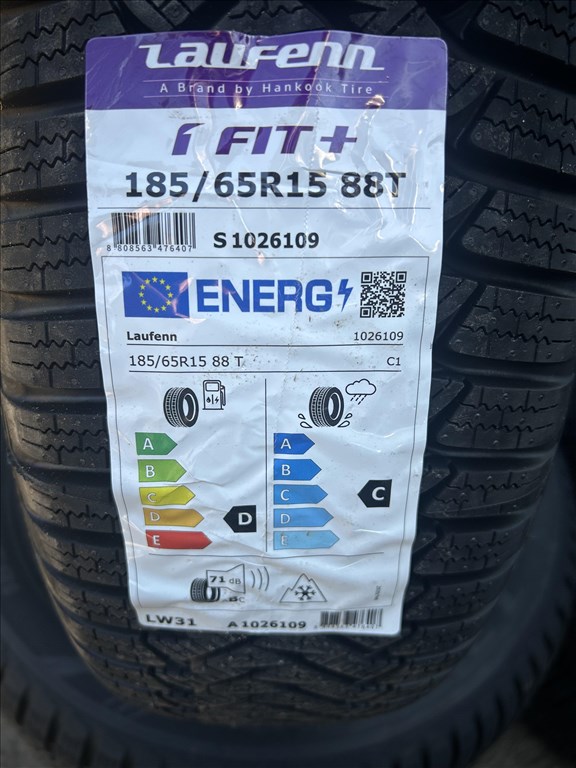 Laufenn
A Brand by Hankook Tire
i FIT+
185/65R15 88T
8 808563 476407
S 1026109
ENERG
Laufenn 1026109
185/65R15 88 T C1
A A
B B
C C C
D D D
E E
71 dB
B C
LW31 A 1026109